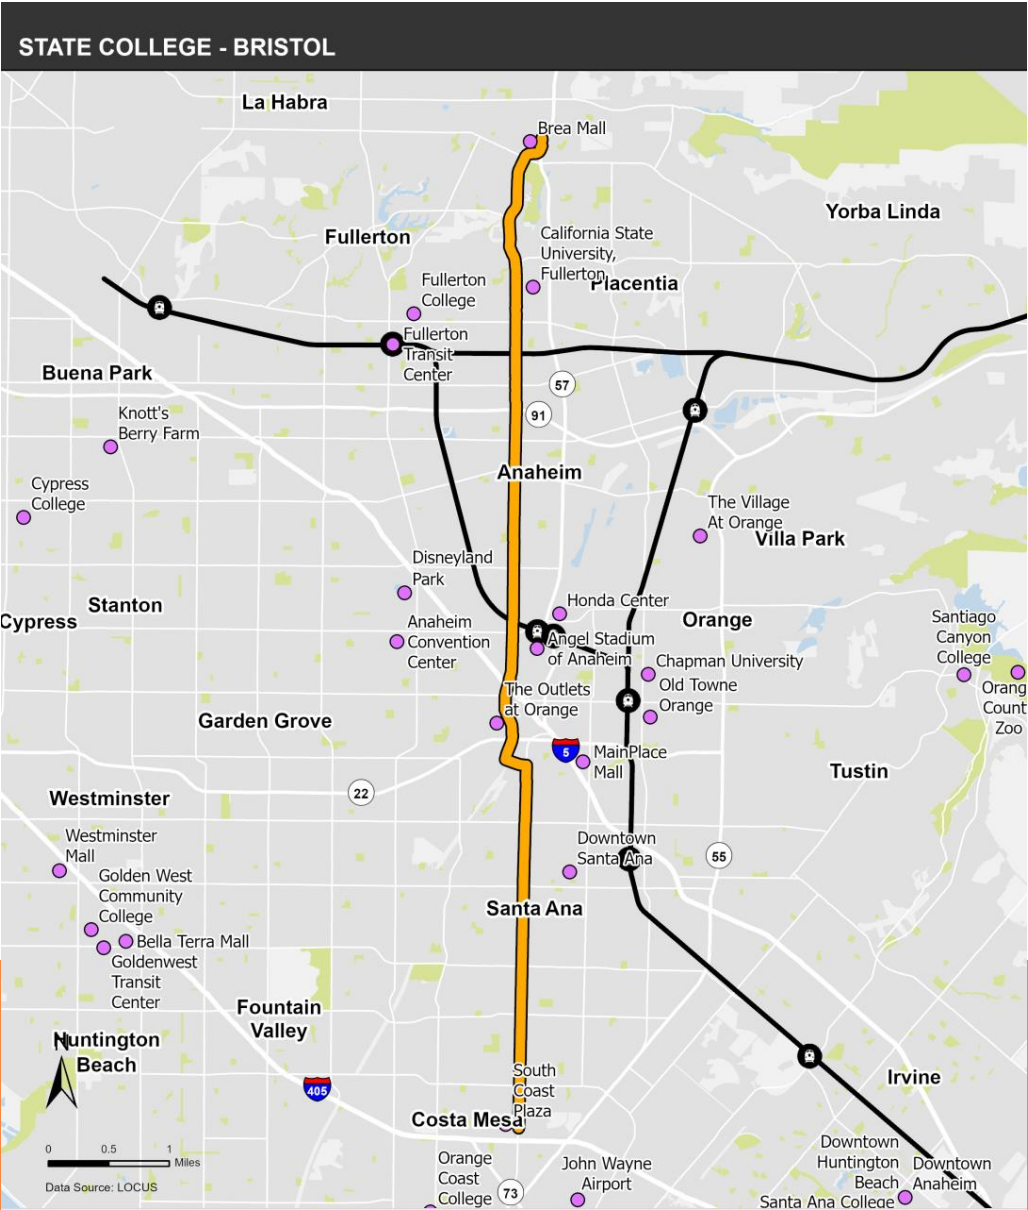 STATE COLLEGE - BRISTOL
La Habra
Brea Mall
Yorba Linda
Fullerton
California State
University,
Fullerton
Placentia
Fullerton
College
Fullerton
Transit
Center
Buena Park
57
91
Knott's
Berry Farm
Anaheim
Cypress
College
The Village
At Orange
Villa Park
Disneyland
Park
Stanton
Cypress
Honda Center
Orange
Anaheim
Convention
Center
Angel Stadium
of Anaheim
Santiago
Canyon
College
Chapman University
Old Towne
Orange
The Outlets
at Orange
Orang
Count
Zoo
Garden Grove
5
MainPlace
Mall
Tustin
22
Westminster
Westminster
Mall
Downtown
Santa Ana
55
Golden West
Community
College
Santa Ana
Bella Terra Mall
Goldenwest
Transit
Center
Fountain
Valley
N
Huntington
Beach
405
South
Coast
Plaza
Costa Mesa
Irvine
0 0.5 1
Miles
Data Source: LOCUS
Orange
Coast
College
73
John Wayne
Airport
Downtown
Huntington
Beach
Downtown
Anaheim
Santa Ana College